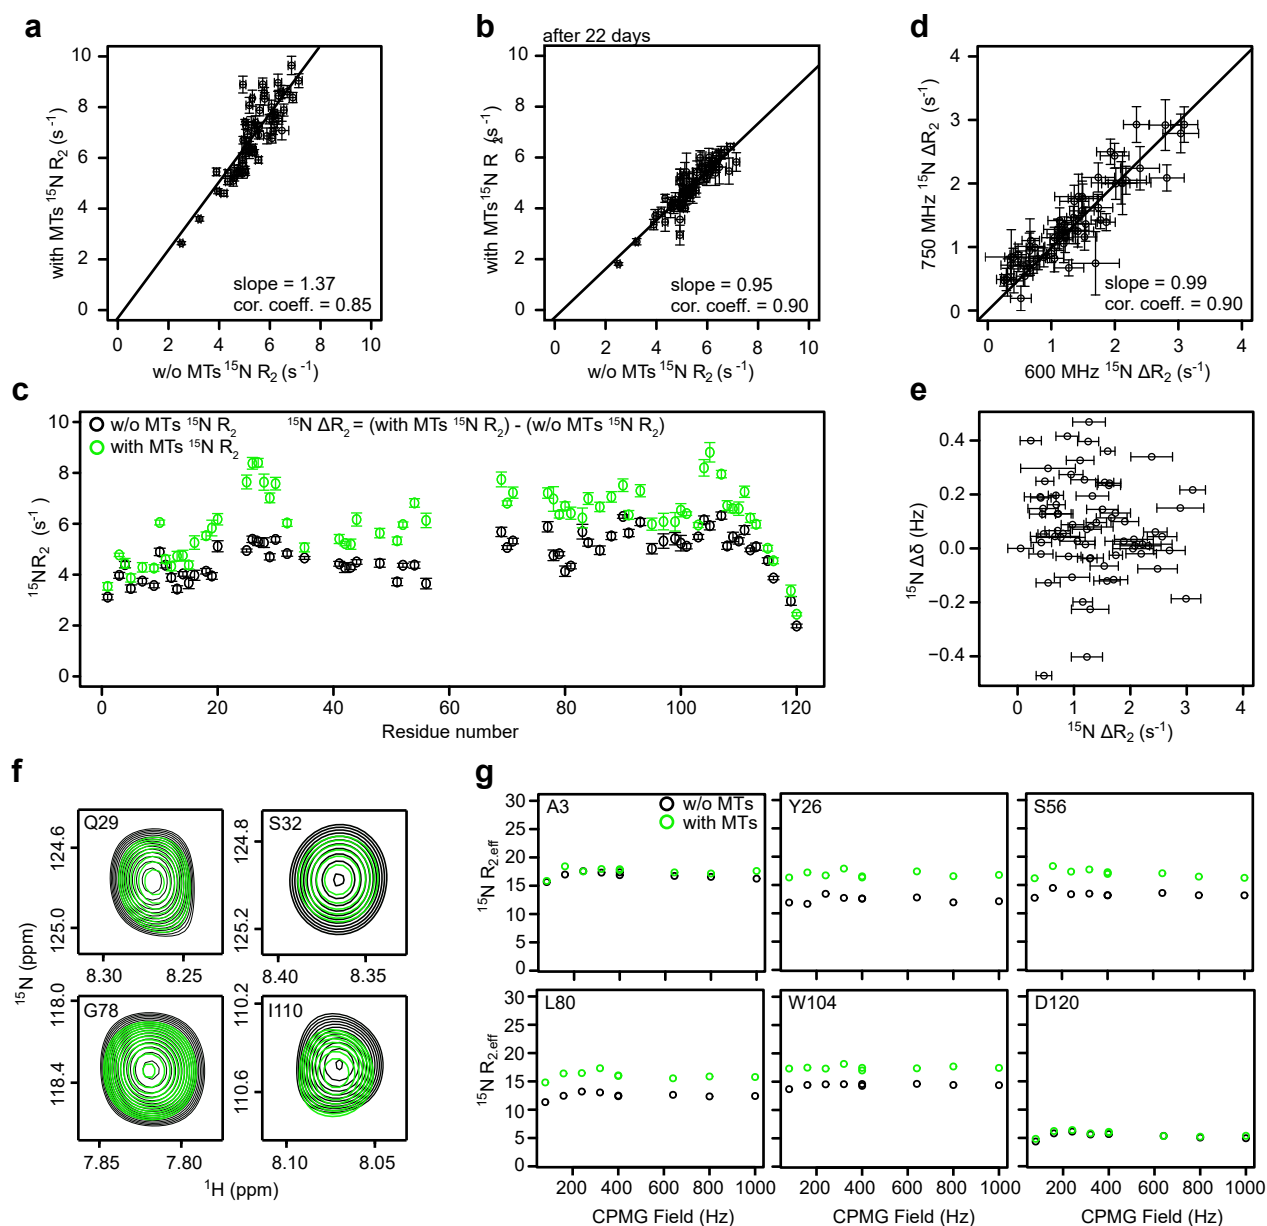 a
with MTs ¹⁵N R₂ (s⁻¹)
10
8
6
4
2
0
slope = 1.37
cor. coeff. = 0.85
0 2 4 6 8 10
w/o MTs ¹⁵N R₂ (s⁻¹)
b
after 22 days
with MTs ¹⁵N R₂ (s⁻¹)
10
8
6
4
2
0
slope = 0.95
cor. coeff. = 0.90
0 2 4 6 8 10
w/o MTs ¹⁵N R₂ (s⁻¹)
d
750 MHz ¹⁵N ΔR₂ (s⁻¹)
4
3
2
1
0
slope = 0.99
cor. coeff. = 0.90
0 1 2 3 4
600 MHz ¹⁵N ΔR₂ (s⁻¹)
c
¹⁵NR₂ (s⁻¹)
10
8
6
4
2
0
w/o MTs ¹⁵N R₂
with MTs ¹⁵N R₂
¹⁵N ΔR₂ = (with MTs ¹⁵N R₂) - (w/o MTs ¹⁵N R₂)
0 20 40 60 80 100 120
Residue number
e
¹⁵N Δδ (Hz)
0.4
0.2
0.0
−0.2
−0.4
0 1 2 3 4
¹⁵N ΔR₂ (s⁻¹)
f
¹⁵N (ppm)
Q29
124.6
125.0
8.30 8.25
S32
124.8
125.2
8.40 8.35
G78
118.0
118.4
7.85 7.80
I110
110.2
110.6
8.10 8.05
¹H (ppm)
g
¹⁵N R₂.eff
30
25
20
15
10
5
0
A3
w/o MTs
with MTs
Y26
S56
¹⁵N R₂.eff
30
25
20
15
10
5
0
L80
W104
D120
200 400 600 800 1000
200 400 600 800 1000
200 400 600 800 1000
CPMG Field (Hz)
CPMG Field (Hz)
CPMG Field (Hz)